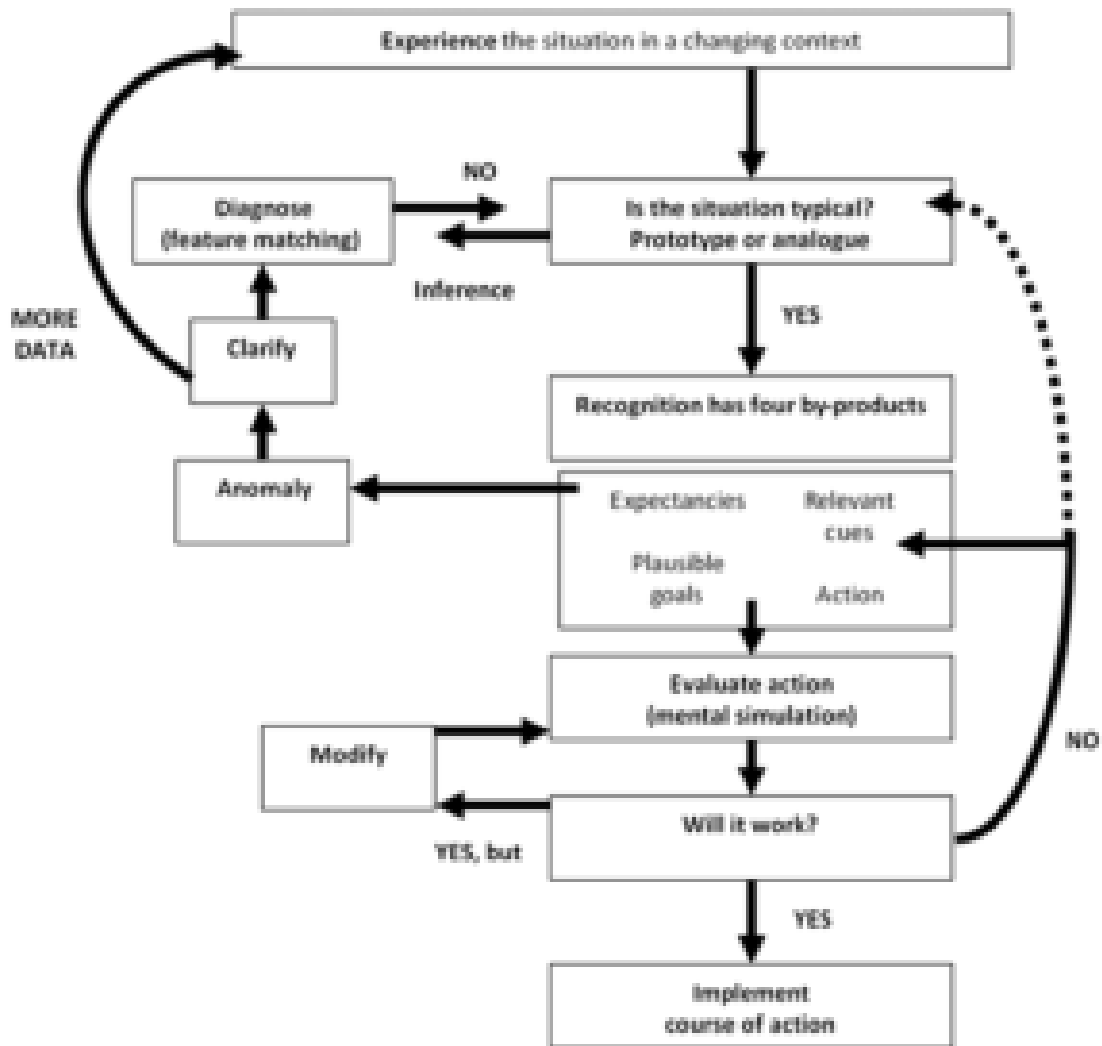 Experience the situation in a changing context
NO
Diagnose
(feature matching)
Is the situation typical?
Prototype or analogue
Inference
YES
MORE
DATA
Clarify
Recognition has four by-products
Anomaly
Expectancies
Relevant
cues
Plausible
goals
Action
Evaluate action
(mental simulation)
Modify
NO
Will it work?
YES, but
YES
Implement
course of action